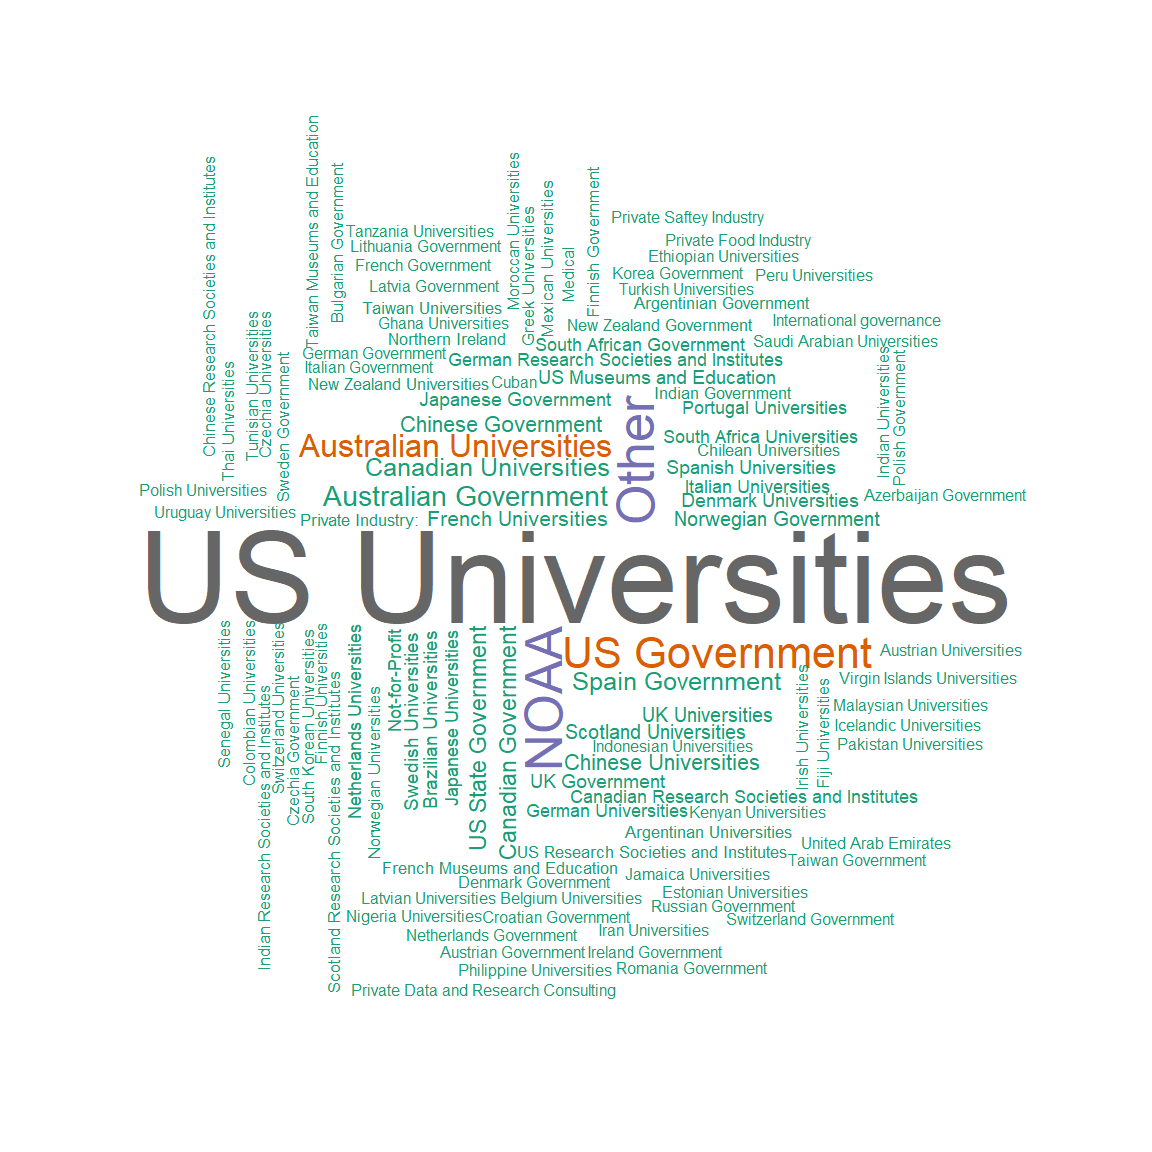 Taiwan Museums and Education
Chinese Research Societies and Institutes
Bulgarian Government
Moroccan Universities
Greek Universities
Mexican Universities
Medical
Finnish Government
Private Saftey Industry
Tanzania Universities
Private Food Industry
Lithuania Government
Ethiopian Universities
French Government
Korea Government
Peru Universities
Latvia Government
Turkish Universities
Taiwan Universities
Argentinian Government
Ghana Universities
New Zealand Government
International governance
Northern Ireland
South African Government
Saudi Arabian Universities
German Government
German Research Societies and Institutes
Italian Government
New Zealand Universities
Cuban
US Museums and Education
Indian Government
Japanese Government
Portugal Universities
Thai Universities
Tunisian Universities
Czechia Universities
Sweden Government
Indian Universities
Polish Government
Chinese Government
Other
Australian Universities
South Africa Universities
Chilean Universities
Canadian Universities
Spanish Universities
Polish Universities
Italian Universities
Australian Government
Denmark Universities
Azerbaijan Government
Uruguay Universities
Private Industry:
French Universities
Norwegian Government
US Universities
Senegal Universities
Colombian Universities
Indian Research Societies and Institutes
Switzerland Universities
Czechia Government
South Korean Universities
Finnish Universities
Scotland Research Societies and Institutes
Netherlands Universities
Norwegian Universities
Not-for-Profit
Swedish Universities
Brazilian Universities
Japanese Universities
US State Government
Canadian Government
NOAA
US Government
Austrian Universities
Spain Government
Irish Universities
Fiji Universities
Virgin Islands Universities
Malaysian Universities
UK Universities
Icelandic Universities
Scotland Universities
Indonesian Universities
Pakistan Universities
Chinese Universities
UK Government
Canadian Research Societies and Institutes
German Universities
Kenyan Universities
Argentinan Universities
United Arab Emirates
US Research Societies and Institutes
Taiwan Government
French Museums and Education
Jamaica Universities
Denmark Government
Estonian Universities
Latvian Universities
Belgium Universities
Russian Government
Nigeria Universities
Croatian Government
Switzerland Government
Iran Universities
Netherlands Government
Austrian Government
Ireland Government
Philippine Universities
Romania Government
Private Data and Research Consulting